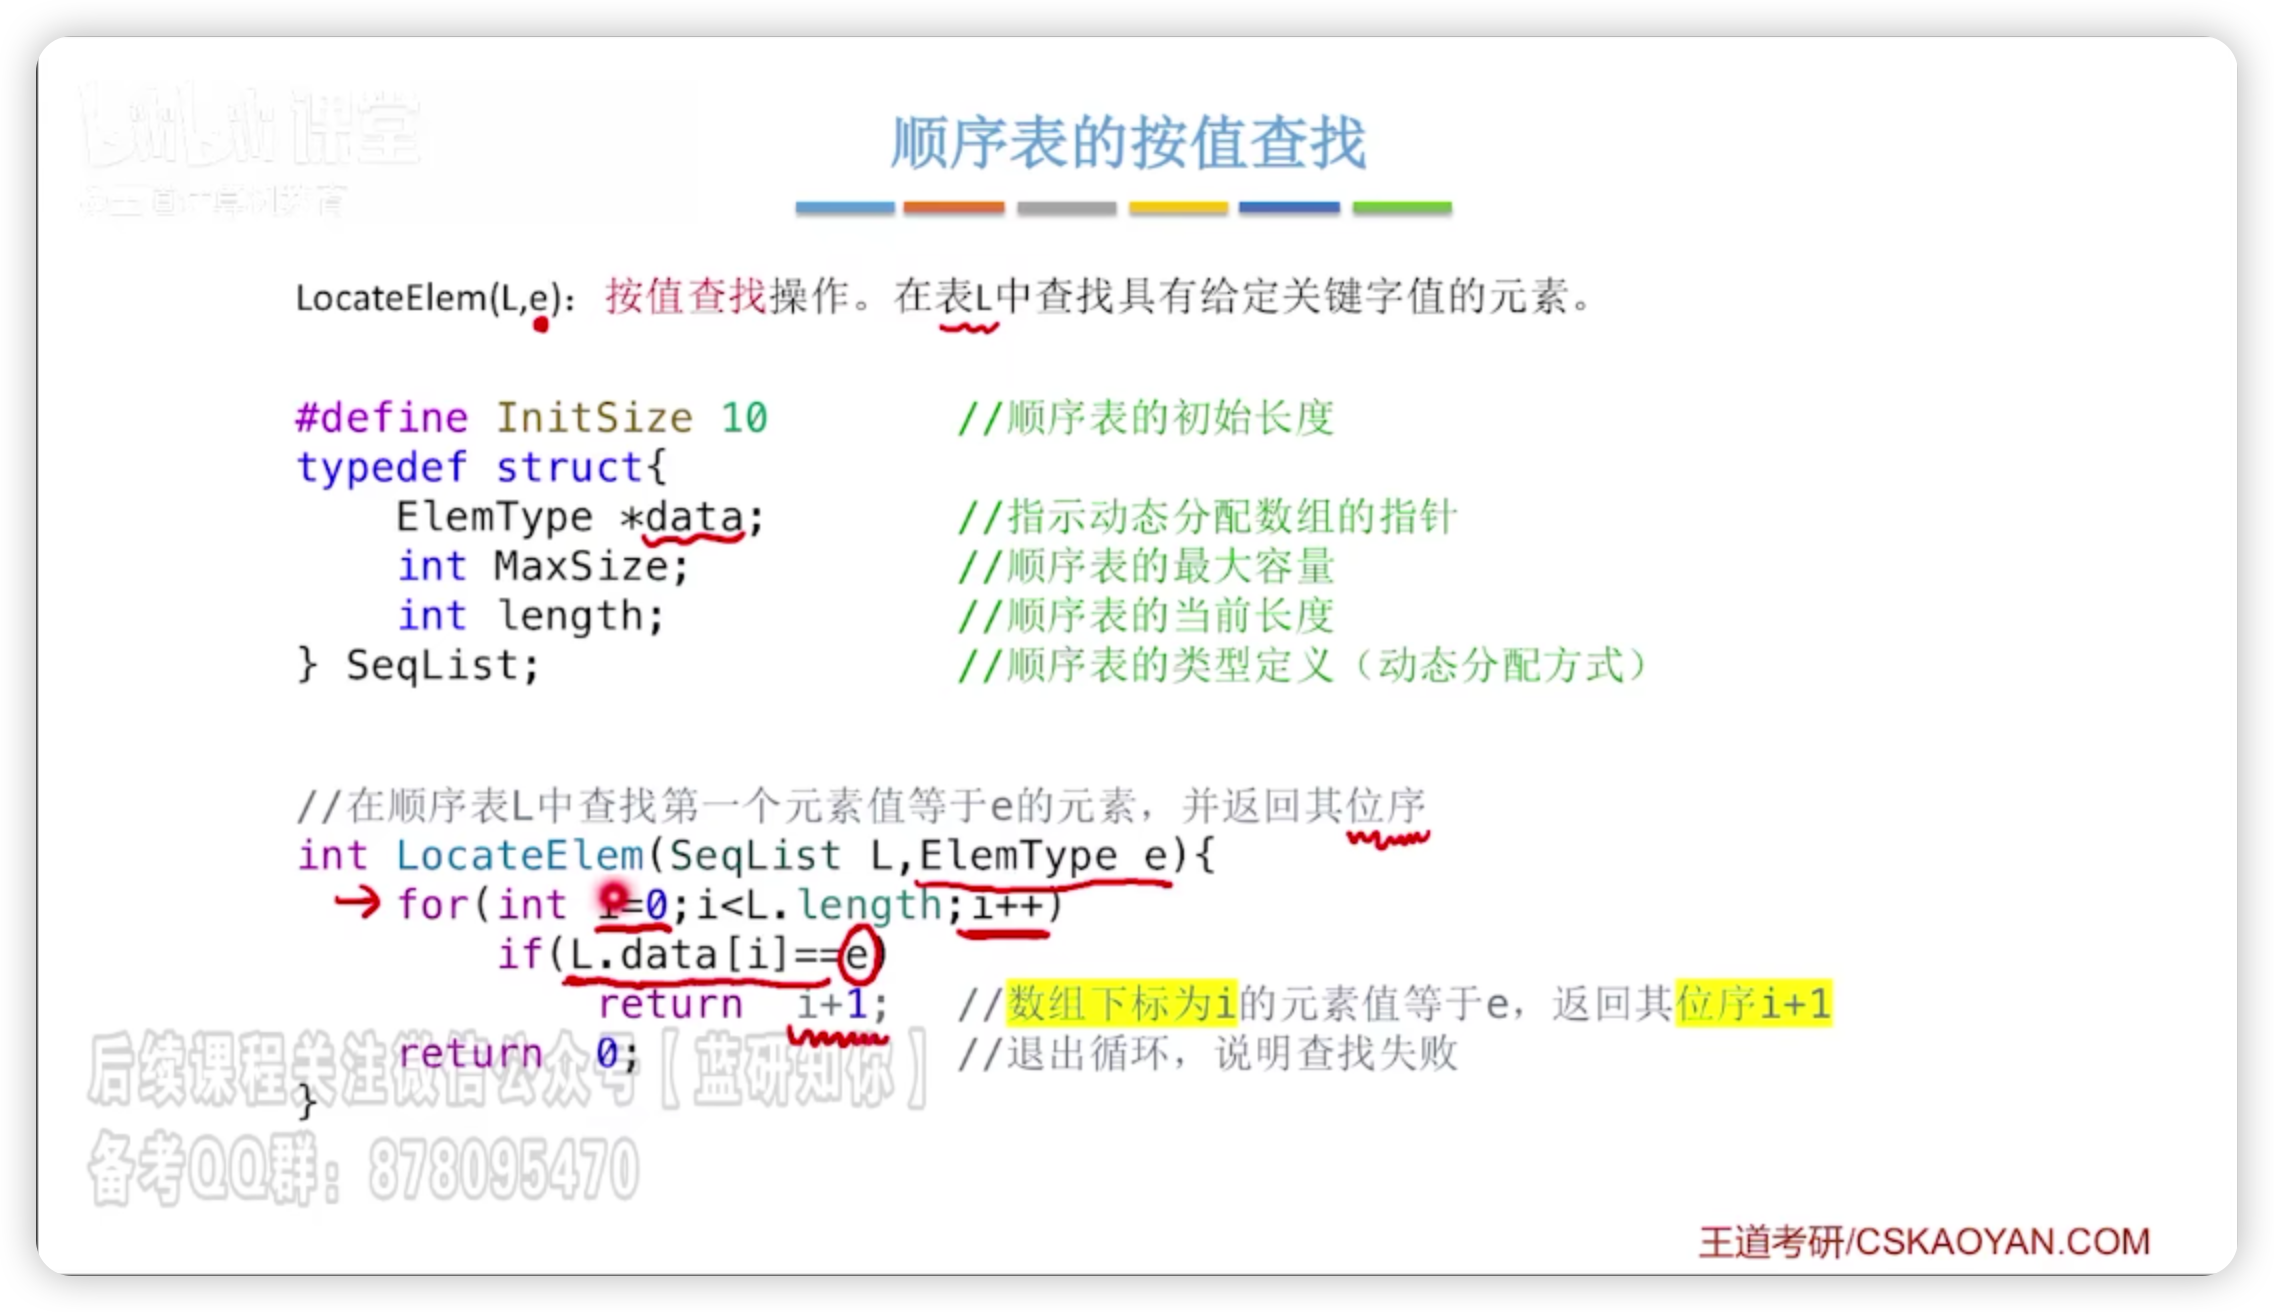 bilibili 课堂
@王道计算机教育
顺序表的按值查找
LocateElem(L,e)：按值查找操作。在表L中查找具有给定关键字值的元素。
#define InitSize 10 //顺序表的初始长度
typedef struct{
ElemType *data; //指示动态分配数组的指针
int MaxSize; //顺序表的最大容量
int length; //顺序表的当前长度
} SeqList; //顺序表的类型定义（动态分配方式）
//在顺序表L中查找第一个元素值等于e的元素，并返回其位序
int LocateElem(SeqList L,ElemType e){
for(int i=0;i<L.length;i++)
if(L.data[i]==e)
return i+1; //数组下标为i的元素值等于e，返回其位序i+1
return 0; //退出循环，说明查找失败
}
后续课程关注微信公众号【蓝研知你】
备考QQ群：878095470
王道考研/CSKAOYAN.COM